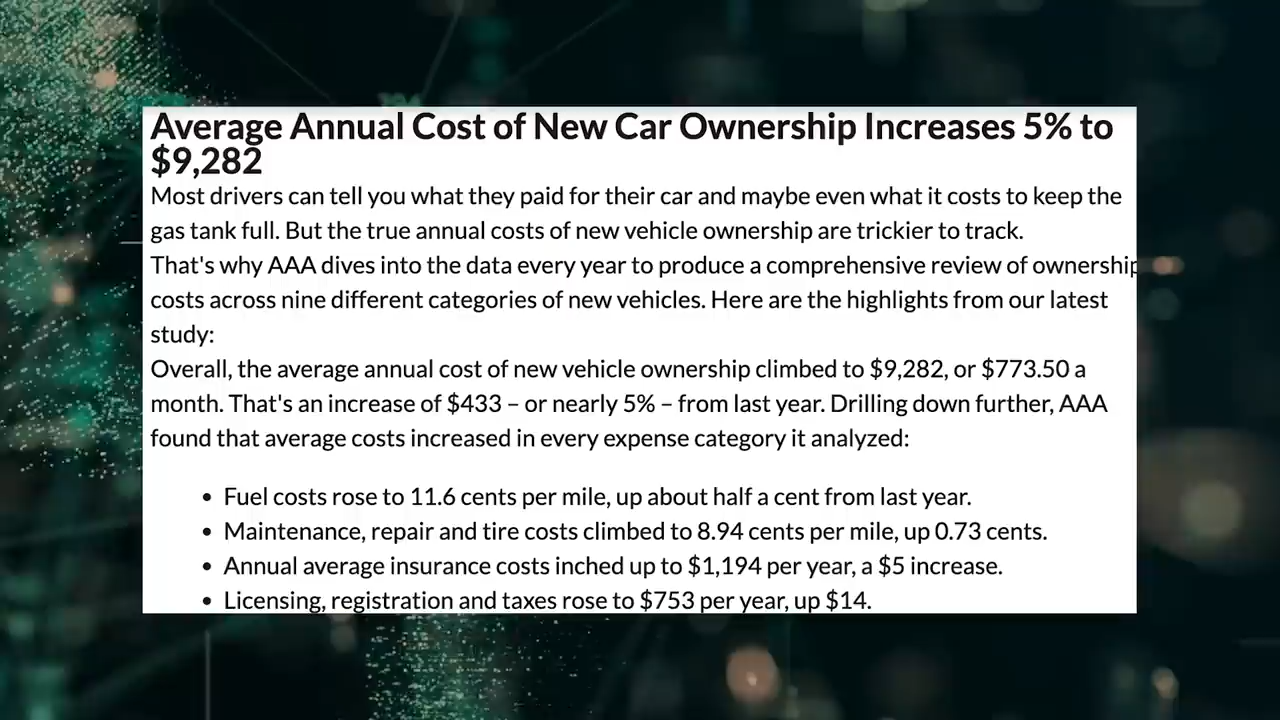 Average Annual Cost of New Car Ownership Increases 5% to
$9,282
Most drivers can tell you what they paid for their car and maybe even what it costs to keep the
gas tank full. But the true annual costs of new vehicle ownership are trickier to track.
That's why AAA dives into the data every year to produce a comprehensive review of ownership
costs across nine different categories of new vehicles. Here are the highlights from our latest
study:
Overall, the average annual cost of new vehicle ownership climbed to $9,282, or $773.50 a
month. That's an increase of $433 – or nearly 5% – from last year. Drilling down further, AAA
found that average costs increased in every expense category it analyzed:
• Fuel costs rose to 11.6 cents per mile, up about half a cent from last year.
• Maintenance, repair and tire costs climbed to 8.94 cents per mile, up 0.73 cents.
• Annual average insurance costs inched up to $1,194 per year, a $5 increase.
• Licensing, registration and taxes rose to $753 per year, up $14.